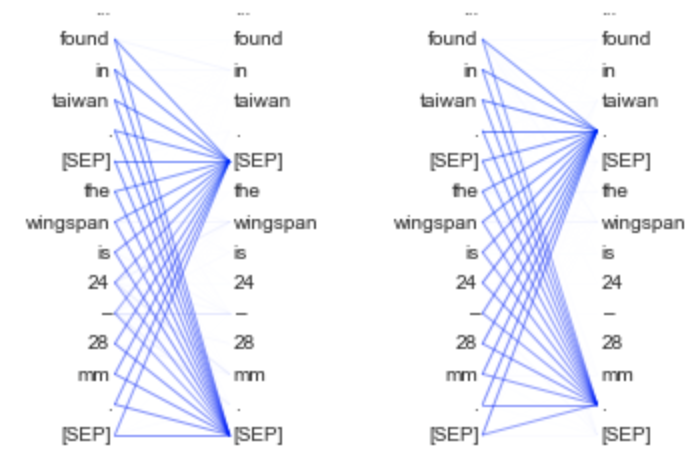 found found found found
in in in in
taiwan taiwan taiwan taiwan
. . . .
[SEP] [SEP] [SEP] [SEP]
the the the the
wingspan wingspan wingspan wingspan
is is is is
24 24 24 24
– – – –
28 28 28 28
mm mm mm mm
. . . .
[SEP] [SEP] [SEP] [SEP]